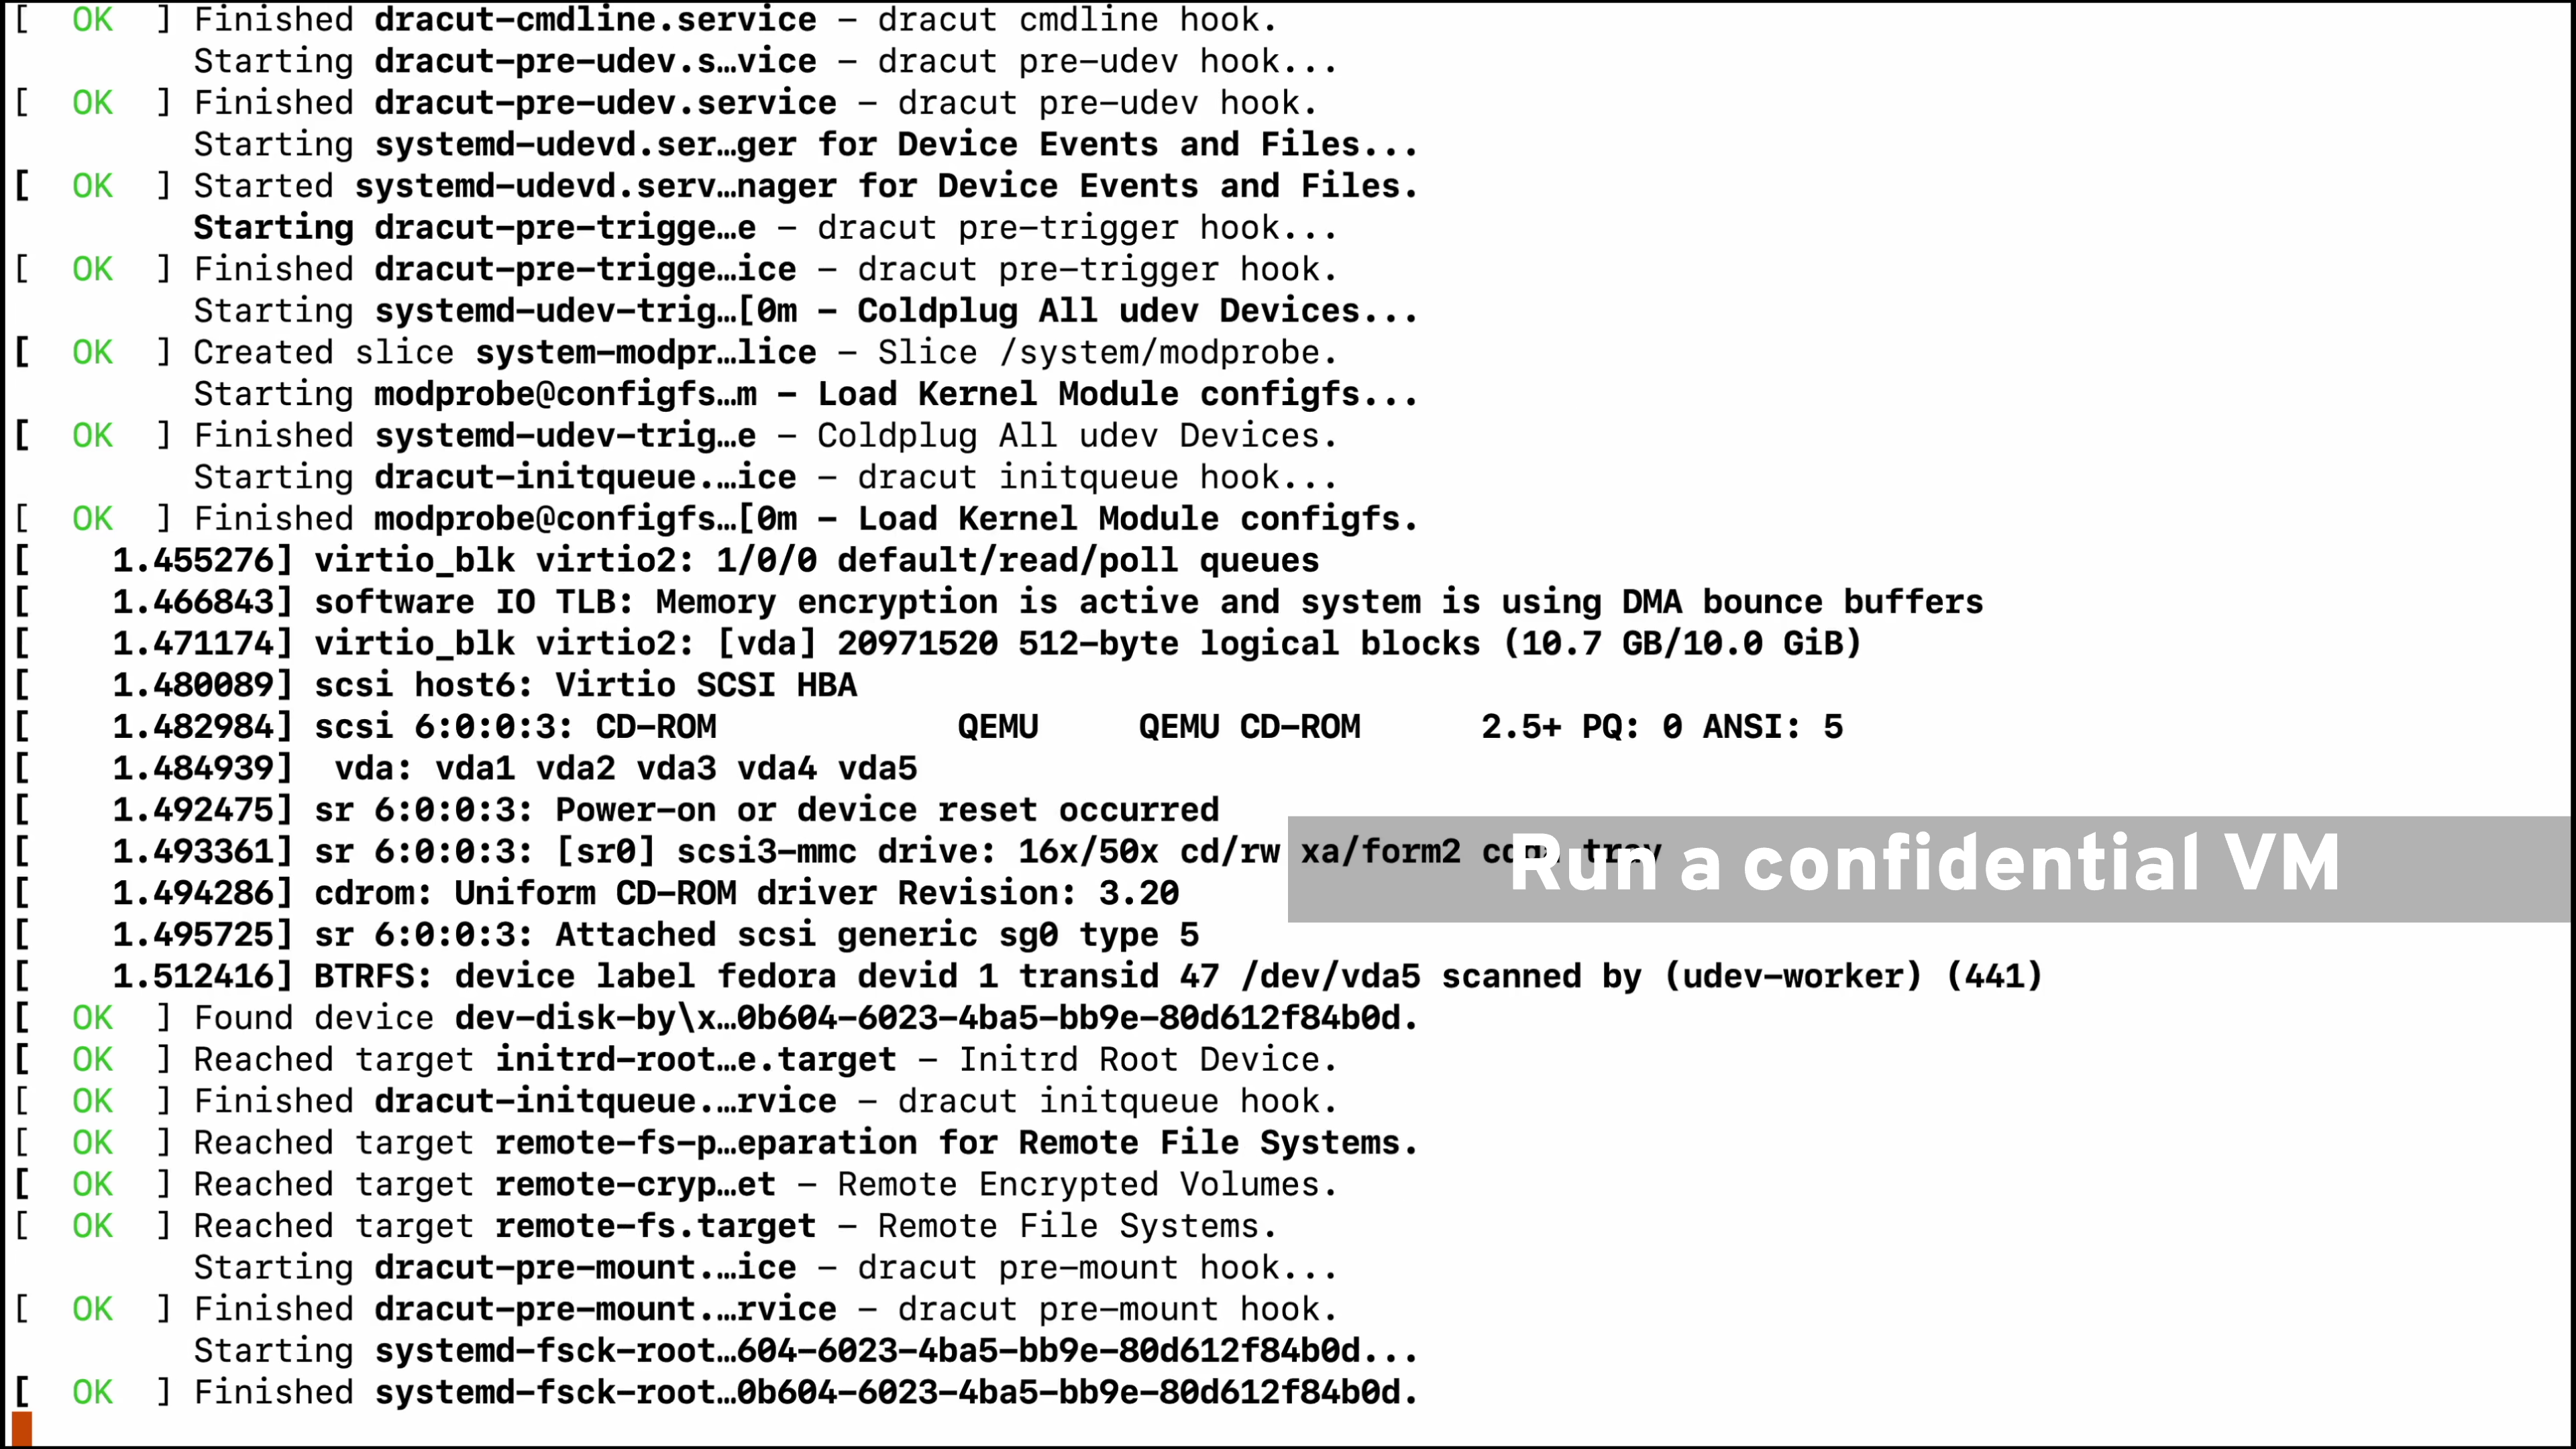 [   OK   ] Finished dracut-cmdline.service – dracut cmdline hook.
         Starting dracut-pre-udev.s…vice – dracut pre-udev hook...
[   OK   ] Finished dracut-pre-udev.service – dracut pre-udev hook.
         Starting systemd-udevd.ser…ger for Device Events and Files...
[   OK   ] Started systemd-udevd.serv…nager for Device Events and Files.
         Starting dracut-pre-trigge…e – dracut pre-trigger hook...
[   OK   ] Finished dracut-pre-trigge…ice – dracut pre-trigger hook.
         Starting systemd-udev-trig…[0m – Coldplug All udev Devices...
[   OK   ] Created slice system-modpr…lice – Slice /system/modprobe.
         Starting modprobe@configfs…m – Load Kernel Module configfs...
[   OK   ] Finished systemd-udev-trig…e – Coldplug All udev Devices.
         Starting dracut-initqueue.…ice – dracut initqueue hook...
[   OK   ] Finished modprobe@configfs…[0m – Load Kernel Module configfs.
[    1.455276] virtio_blk virtio2: 1/0/0 default/read/poll queues
[    1.466843] software IO TLB: Memory encryption is active and system is using DMA bounce buffers
[    1.471174] virtio_blk virtio2: [vda] 20971520 512-byte logical blocks (10.7 GB/10.0 GiB)
[    1.480089] scsi host6: Virtio SCSI HBA
[    1.482984] scsi 6:0:0:3: CD-ROM            QEMU     QEMU CD-ROM      2.5+ PQ: 0 ANSI: 5
[    1.484939]  vda: vda1 vda2 vda3 vda4 vda5
[    1.492475] sr 6:0:0:3: Power-on or device reset occurred
[    1.493361] sr 6:0:0:3: [sr0] scsi3-mmc drive: 16x/50x cd/rw xa/form2
Run a confidential VM
[    1.494286] cdrom: Uniform CD-ROM driver Revision: 3.20
[    1.495725] sr 6:0:0:3: Attached scsi generic sg0 type 5
[    1.512416] BTRFS: device label fedora devid 1 transid 47 /dev/vda5 scanned by (udev-worker) (441)
[   OK   ] Found device dev-disk-by\x…0b604-6023-4ba5-bb9e-80d612f84b0d.
[   OK   ] Reached target initrd-root…e.target – Initrd Root Device.
[   OK   ] Finished dracut-initqueue.…rvice – dracut initqueue hook.
[   OK   ] Reached target remote-fs-p…eparation for Remote File Systems.
[   OK   ] Reached target remote-cryp…et – Remote Encrypted Volumes.
[   OK   ] Reached target remote-fs.target – Remote File Systems.
         Starting dracut-pre-mount.…ice – dracut pre-mount hook...
[   OK   ] Finished dracut-pre-mount.…rvice – dracut pre-mount hook.
         Starting systemd-fsck-root…604-6023-4ba5-bb9e-80d612f84b0d...
[   OK   ] Finished systemd-fsck-root…0b604-6023-4ba5-bb9e-80d612f84b0d.